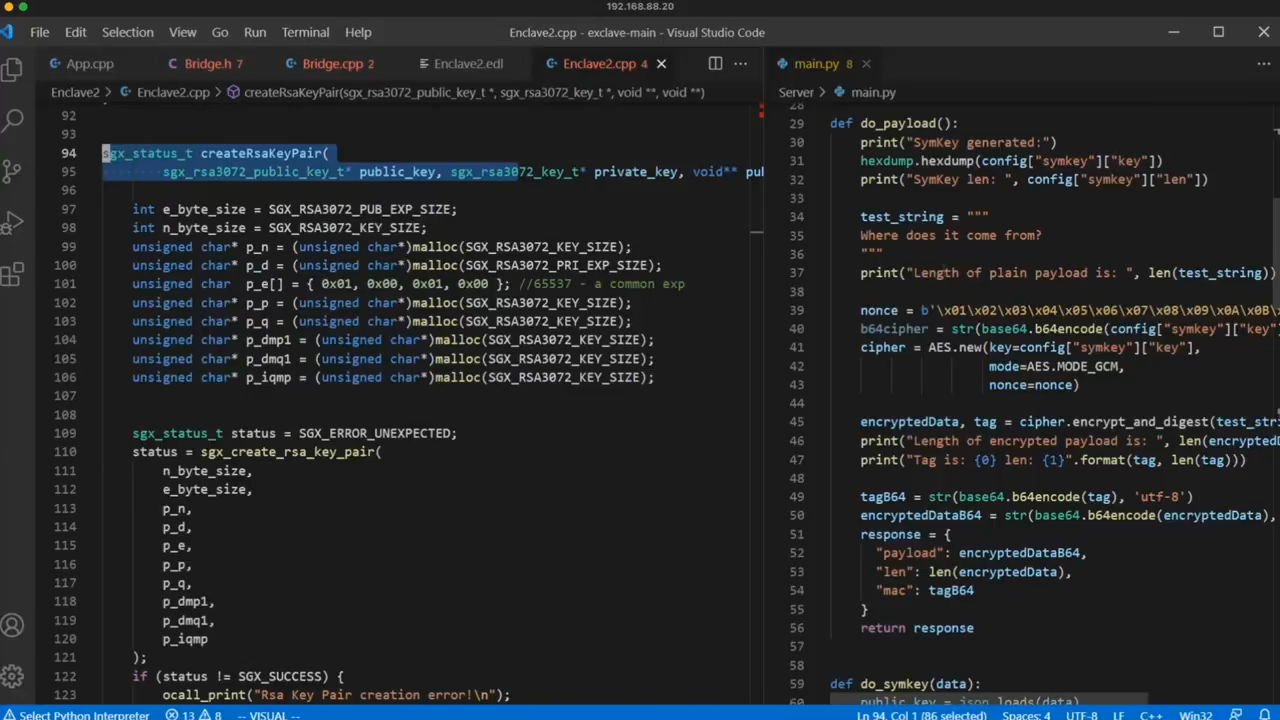 192.168.88.20
File Edit Selection View Go Run Terminal Help
Enclave2.cpp - exclave-main - Visual Studio Code
App.cpp Bridge.h 7 Bridge.cpp 2 Enclave2.edl Enclave2.cpp 4
Enclave2 > Enclave2.cpp > createRsaKeyPair(sgx_rsa3072_public_key_t *, sgx_rsa3072_key_t *, void **, void **)
92
93
94 sgx_status_t createRsaKeyPair(
95 sgx_rsa3072_public_key_t* public_key, sgx_rsa3072_key_t* private_key, void** pub
96
97 int e_byte_size = SGX_RSA3072_PUB_EXP_SIZE;
98 int n_byte_size = SGX_RSA3072_KEY_SIZE;
99 unsigned char* p_n = (unsigned char*)malloc(SGX_RSA3072_KEY_SIZE);
100 unsigned char* p_d = (unsigned char*)malloc(SGX_RSA3072_PRI_EXP_SIZE);
101 unsigned char p_e[] = { 0x01, 0x00, 0x01, 0x00 }; //65537 - a common exp
102 unsigned char* p_p = (unsigned char*)malloc(SGX_RSA3072_KEY_SIZE);
103 unsigned char* p_q = (unsigned char*)malloc(SGX_RSA3072_KEY_SIZE);
104 unsigned char* p_dmp1 = (unsigned char*)malloc(SGX_RSA3072_KEY_SIZE);
105 unsigned char* p_dmq1 = (unsigned char*)malloc(SGX_RSA3072_KEY_SIZE);
106 unsigned char* p_iqmp = (unsigned char*)malloc(SGX_RSA3072_KEY_SIZE);
107
108
109 sgx_status_t status = SGX_ERROR_UNEXPECTED;
110 status = sgx_create_rsa_key_pair(
111 n_byte_size,
112 e_byte_size,
113 p_n,
114 p_d,
115 p_e,
116 p_p,
117 p_q,
118 p_dmp1,
119 p_dmq1,
120 p_iqmp
121 );
122 if (status != SGX_SUCCESS) {
123 ocall_print("Rsa Key Pair creation error!\n");
main.py 8
Server > main.py
28
29 def do_payload():
30 print("SymKey generated:")
31 hexdump.hexdump(config["symkey"]["key"])
32 print("SymKey len: ", config["symkey"]["len"])
33
34 test_string = """
35 Where does it come from?
36 """
37 print("Length of plain payload is: ", len(test_string))
38
39 nonce = b'\x01\x02\x03\x04\x05\x06\x07\x08\x09\x0A\x0B\
40 b64cipher = str(base64.b64encode(config["symkey"]["key"
41 cipher = AES.new(key=config["symkey"]["key"],
42 mode=AES.MODE_GCM,
43 nonce=nonce)
44
45 encryptedData, tag = cipher.encrypt_and_digest(test_stri
46 print("Length of encrypted payload is: ", len(encryptedD
47 print("Tag is: {0} len: {1}".format(tag, len(tag)))
48
49 tagB64 = str(base64.b64encode(tag), 'utf-8')
50 encryptedDataB64 = str(base64.b64encode(encryptedData),
51 response = {
52 "payload": encryptedDataB64,
53 "len": len(encryptedData),
54 "mac": tagB64
55 }
56 return response
57
58
59 def do_symkey(data):
60 public_key = json.loads(data)
Select Python Interpreter 13 8 -- VISUAL -- Ln 94, Col 1 (86 selected) Spaces: 4 UTF-8 LF C++ Win32